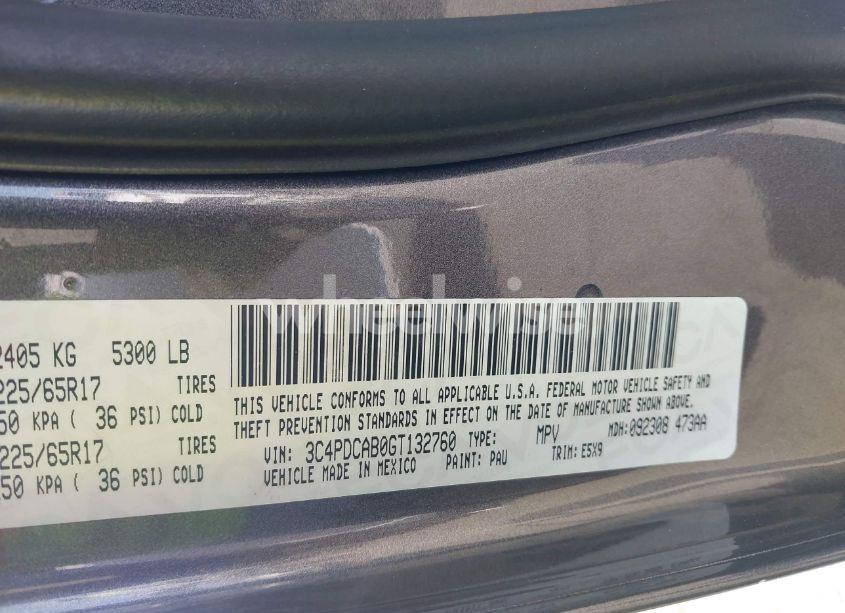 wheelwise
2405 KG 5300 LB
225/65R17 TIRES
50 KPA ( 36 PSI) COLD
225/65R17 TIRES
50 KPA ( 36 PSI) COLD
THIS VEHICLE CONFORMS TO ALL APPLICABLE U.S.A. FEDERAL MOTOR VEHICLE SAFETY AND
THEFT PREVENTION STANDARDS IN EFFECT ON THE DATE OF MANUFACTURE SHOWN ABOVE.
VIN: 3C4PDCAB0GT132760 TYPE: MPV MDH: 092308 473AA
VEHICLE MADE IN MEXICO PAINT: PAU TRIM: E5X9